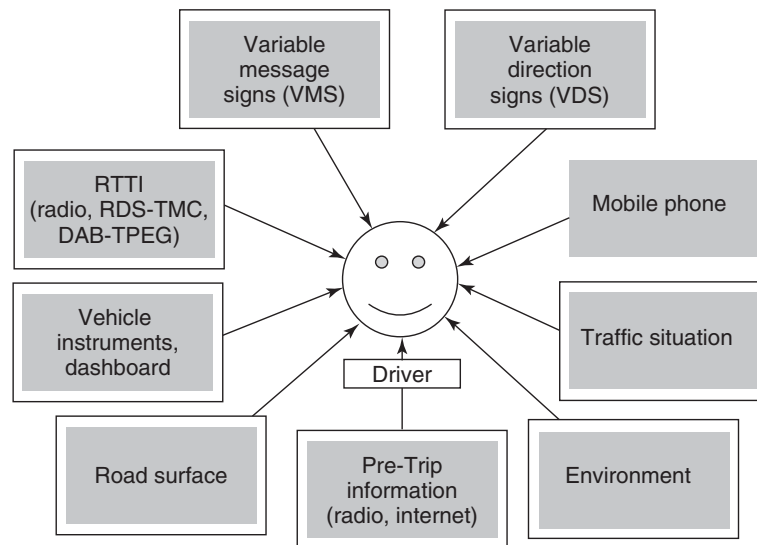 Variable
message
signs (VMS)
Variable
direction
signs (VDS)
RTTI
(radio, RDS-TMC,
DAB-TPEG)
Mobile phone
Vehicle
instruments,
dashboard
Traffic situation
Driver
Road surface
Pre-Trip
information
(radio, internet)
Environment